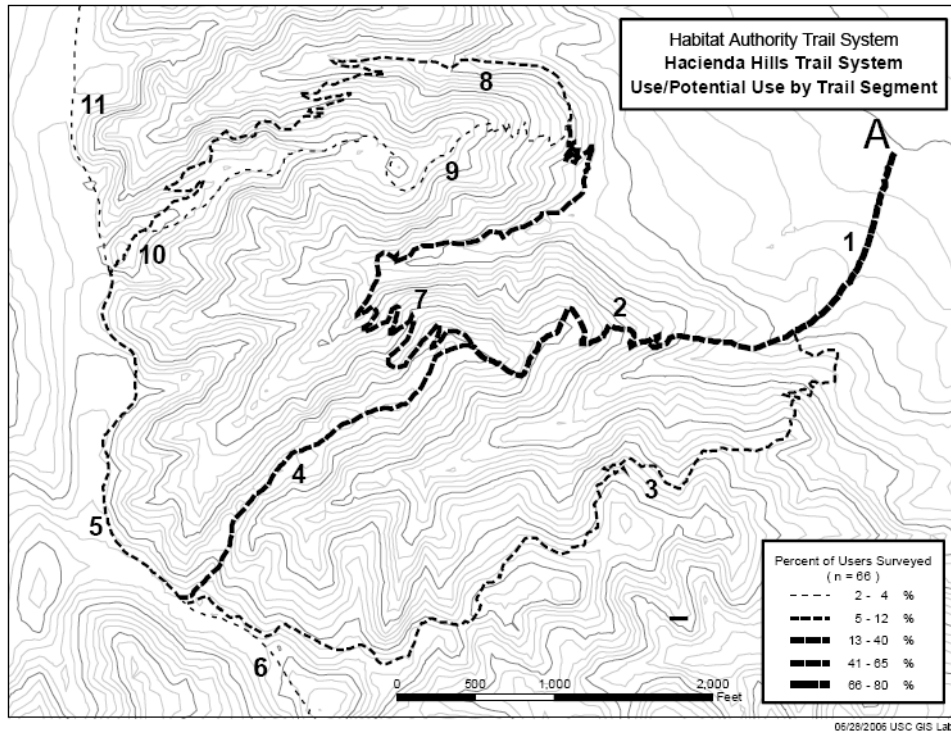 Habitat Authority Trail System
Hacienda Hills Trail System
Use/Potential Use by Trail Segment
8
11
A
9
1
10
7
2
4
3
5
6
Percent of Users Surveyed
( n = 66 )
2 - 4 %
5 - 12 %
13 - 40 %
41 - 65 %
66 - 80 %
0 500 1,000 2,000
Feet
06/28/2006 USC GIS Lab